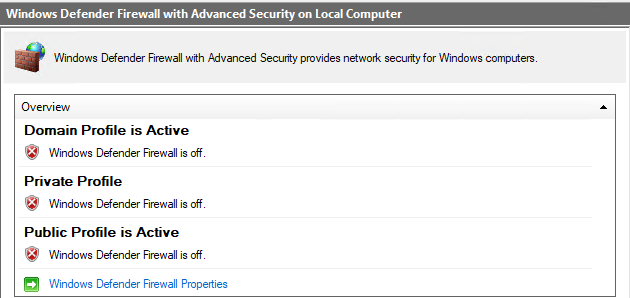 Windows Defender Firewall with Advanced Security on Local Computer
Windows Defender Firewall with Advanced Security provides network security for Windows computers.
Overview
Domain Profile is Active
Windows Defender Firewall is off.
Private Profile
Windows Defender Firewall is off.
Public Profile is Active
Windows Defender Firewall is off.
Windows Defender Firewall Properties